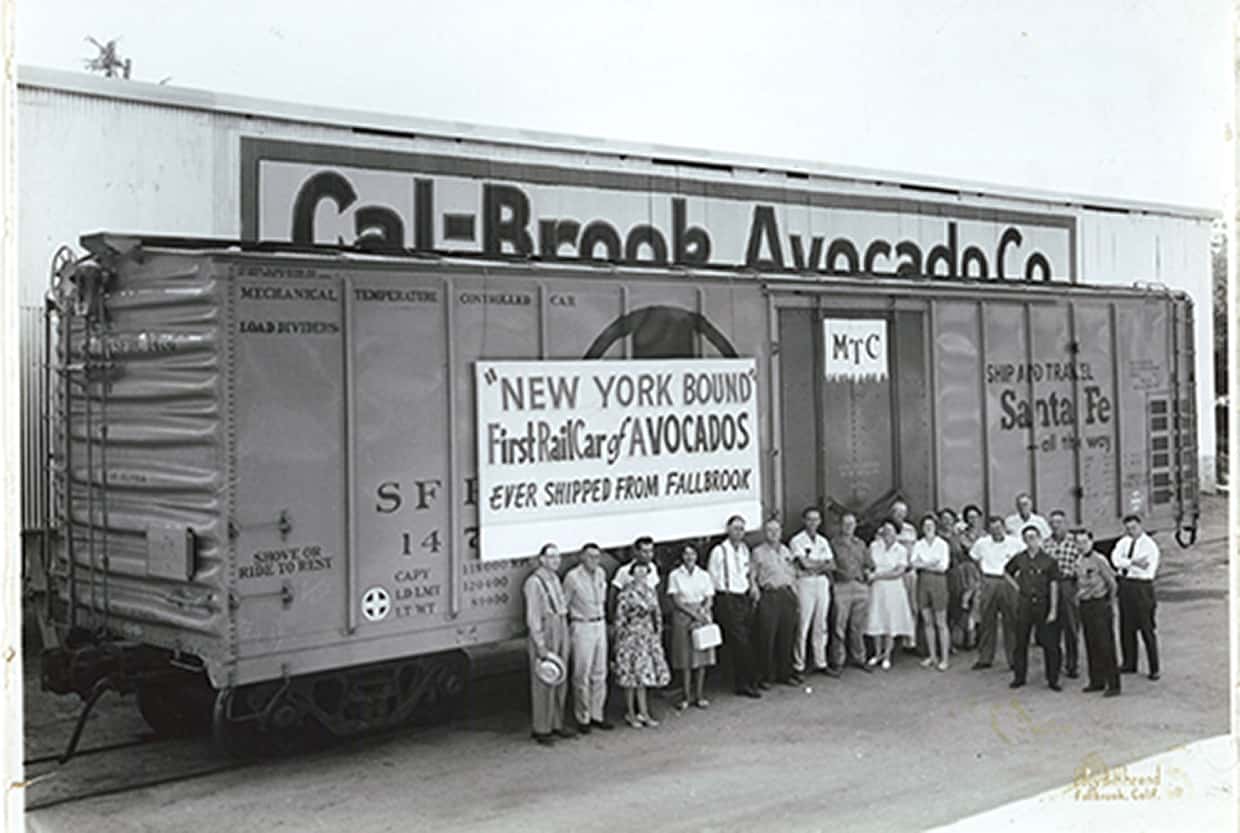 Cal-Brook Avocado Co.
MECHANICAL TEMPERATURE CONTROLLED CAR
LOAD DIVIDERS
MTC
"NEW YORK BOUND"
First Rail Car of AVOCADOS
EVER SHIPPED FROM FALLBROOK
SHIP AND TRAVEL
Santa Fe
- all the way
SF
14
SHOVE OR
RIDE TO REST
CAPY
LD LMT
LT WT
Fallbrook, Calif.